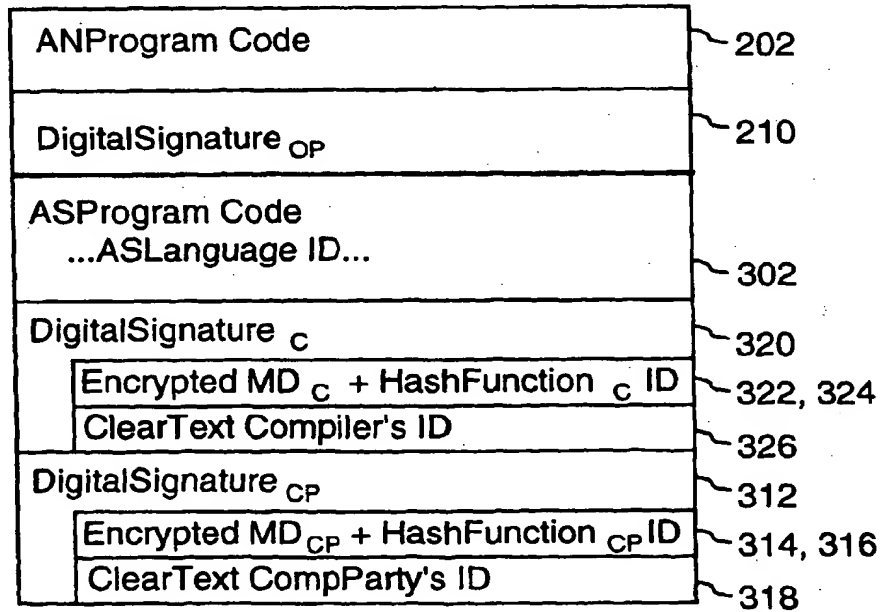 ANProgram Code 202
DigitalSignature OP 210
ASProgram Code
...ASLanguage ID... 302
DigitalSignature C 320
Encrypted MD C + HashFunction C ID 322, 324
ClearText Compiler's ID 326
DigitalSignature CP 312
Encrypted MD CP + HashFunction CP ID 314, 316
ClearText CompParty's ID 318